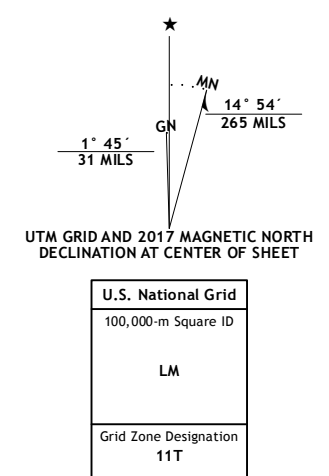 MN
GN
14° 54´
265 MILS
1° 45´
31 MILS
UTM GRID AND 2017 MAGNETIC NORTH
DECLINATION AT CENTER OF SHEET
U.S. National Grid
100,000-m Square ID
LM
Grid Zone Designation
11T